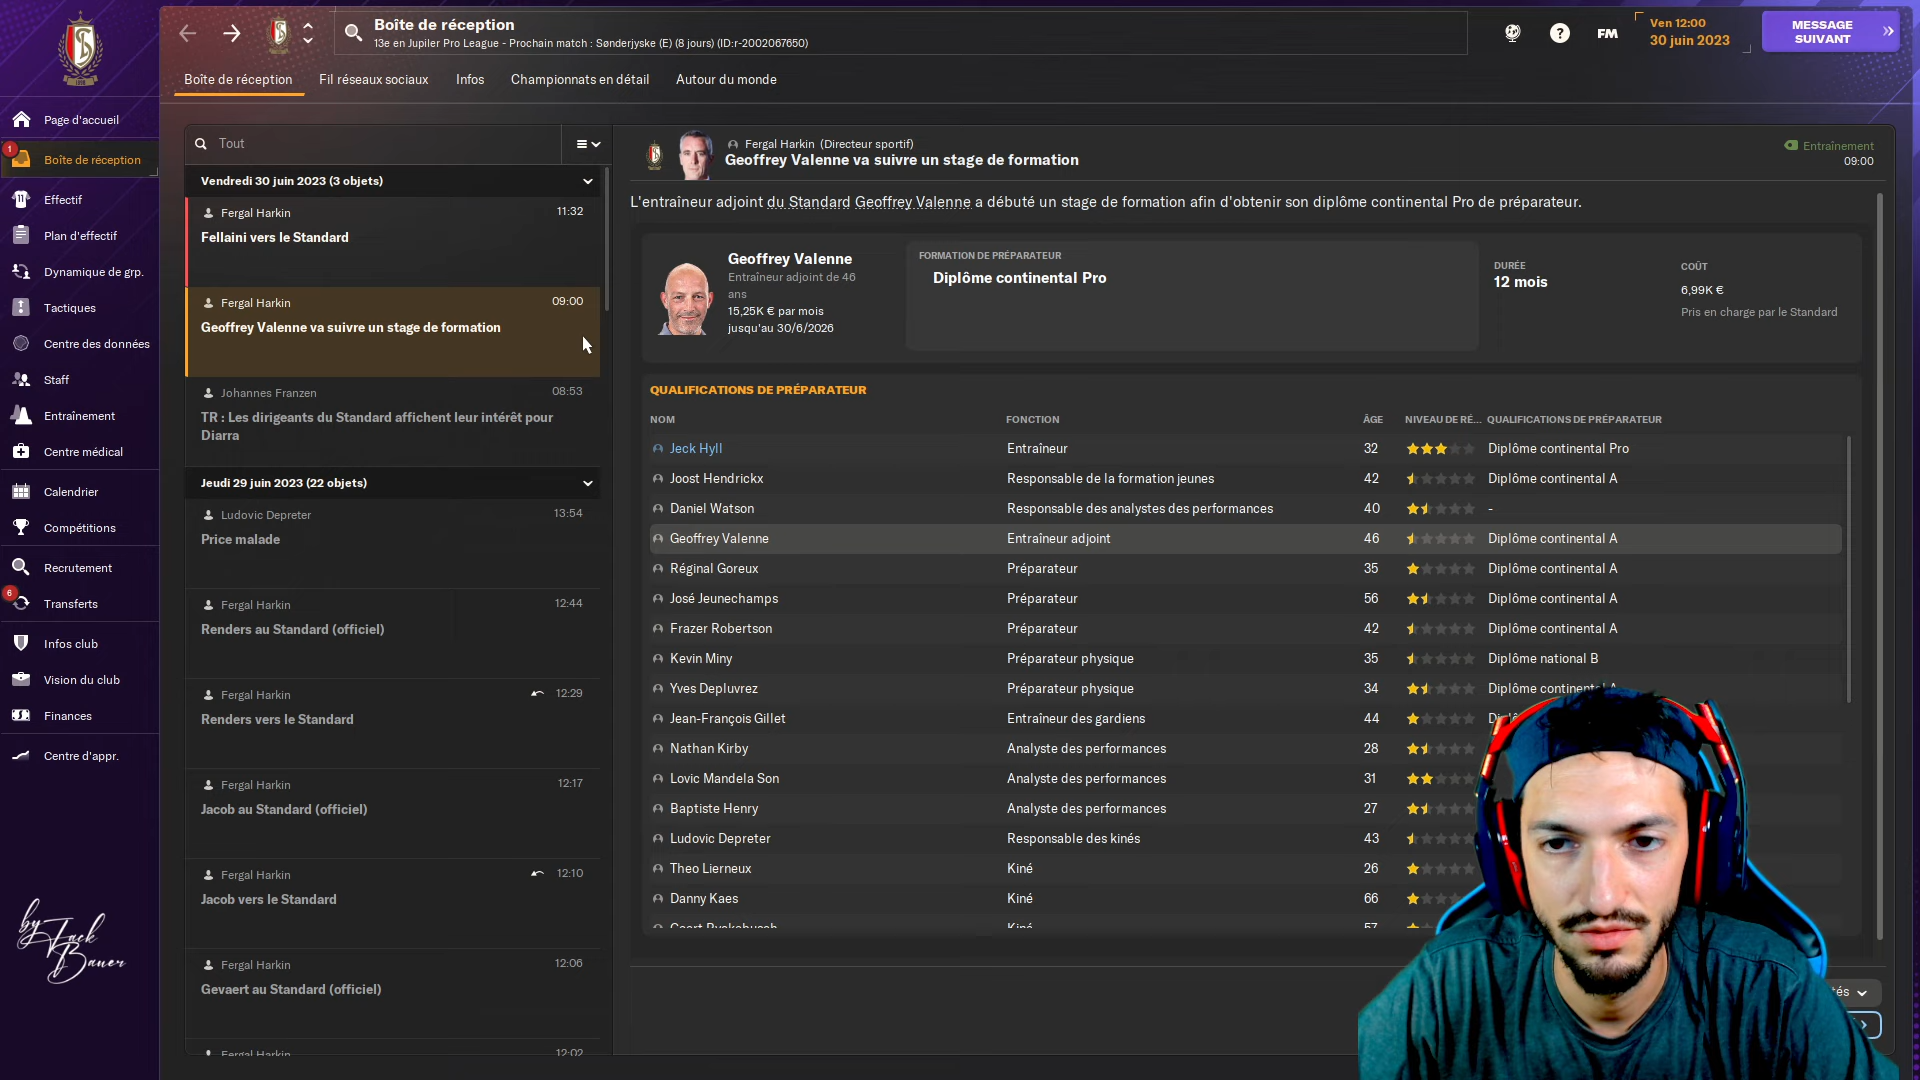 Boîte de réception
13e en Jupiler Pro League - Prochain match : Sønderjyske (E) (8 jours) (ID:r-2002067650)
FM
Ven 12:00
30 juin 2023
MESSAGE
SUIVANT
Boîte de réception
Fil réseaux sociaux
Infos
Championnats en détail
Autour du monde
Page d'accueil
1
Boîte de réception
Effectif
Plan d'effectif
Dynamique de grp.
Tactiques
Centre des données
Staff
Entraînement
Centre médical
Calendrier
Compétitions
Recrutement
6
Transferts
Infos club
Vision du club
Finances
Centre d'appr.
by Jack
Bauer
Tout
Vendredi 30 juin 2023 (3 objets)
Fergal Harkin 11:32
Fellaini vers le Standard
Fergal Harkin 09:00
Geoffrey Valenne va suivre un stage de formation
Johannes Franzen 08:53
TR : Les dirigeants du Standard affichent leur intérêt pour
Diarra
Jeudi 29 juin 2023 (22 objets)
Ludovic Depreter 13:54
Price malade
Fergal Harkin 12:44
Renders au Standard (officiel)
Fergal Harkin 12:29
Renders vers le Standard
Fergal Harkin 12:17
Jacob au Standard (officiel)
Fergal Harkin 12:10
Jacob vers le Standard
Fergal Harkin 12:06
Gevaert au Standard (officiel)
Fergal Harkin 12:02
Fergal Harkin (Directeur sportif)
Geoffrey Valenne va suivre un stage de formation
Entraînement
09:00
L'entraîneur adjoint du Standard Geoffrey Valenne a débuté un stage de formation afin d'obtenir son diplôme continental Pro de préparateur.
Geoffrey Valenne
Entraîneur adjoint de 46
ans
15,25K € par mois
jusqu'au 30/6/2026
FORMATION DE PRÉPARATEUR
Diplôme continental Pro
DURÉE
12 mois
COÛT
6,99K €
Pris en charge par le Standard
QUALIFICATIONS DE PRÉPARATEUR
NOM FONCTION ÂGE NIVEAU DE RÉ... QUALIFICATIONS DE PRÉPARATEUR
Jeck Hyll Entraîneur 32 Diplôme continental Pro
Joost Hendrickx Responsable de la formation jeunes 42 Diplôme continental A
Daniel Watson Responsable des analystes des performances 40 -
Geoffrey Valenne Entraîneur adjoint 46 Diplôme continental A
Réginal Goreux Préparateur 35 Diplôme continental A
José Jeunechamps Préparateur 56 Diplôme continental A
Frazer Robertson Préparateur 42 Diplôme continental A
Kevin Miny Préparateur physique 35 Diplôme national B
Yves Depluvrez Préparateur physique 34 Diplôme continental A
Jean-François Gillet Entraîneur des gardiens 44
Nathan Kirby Analyste des performances 28
Lovic Mandela Son Analyste des performances 31
Baptiste Henry Analyste des performances 27
Ludovic Depreter Responsable des kinés 43
Theo Lierneux Kiné 26
Danny Kaes Kiné 66
Kiné 57